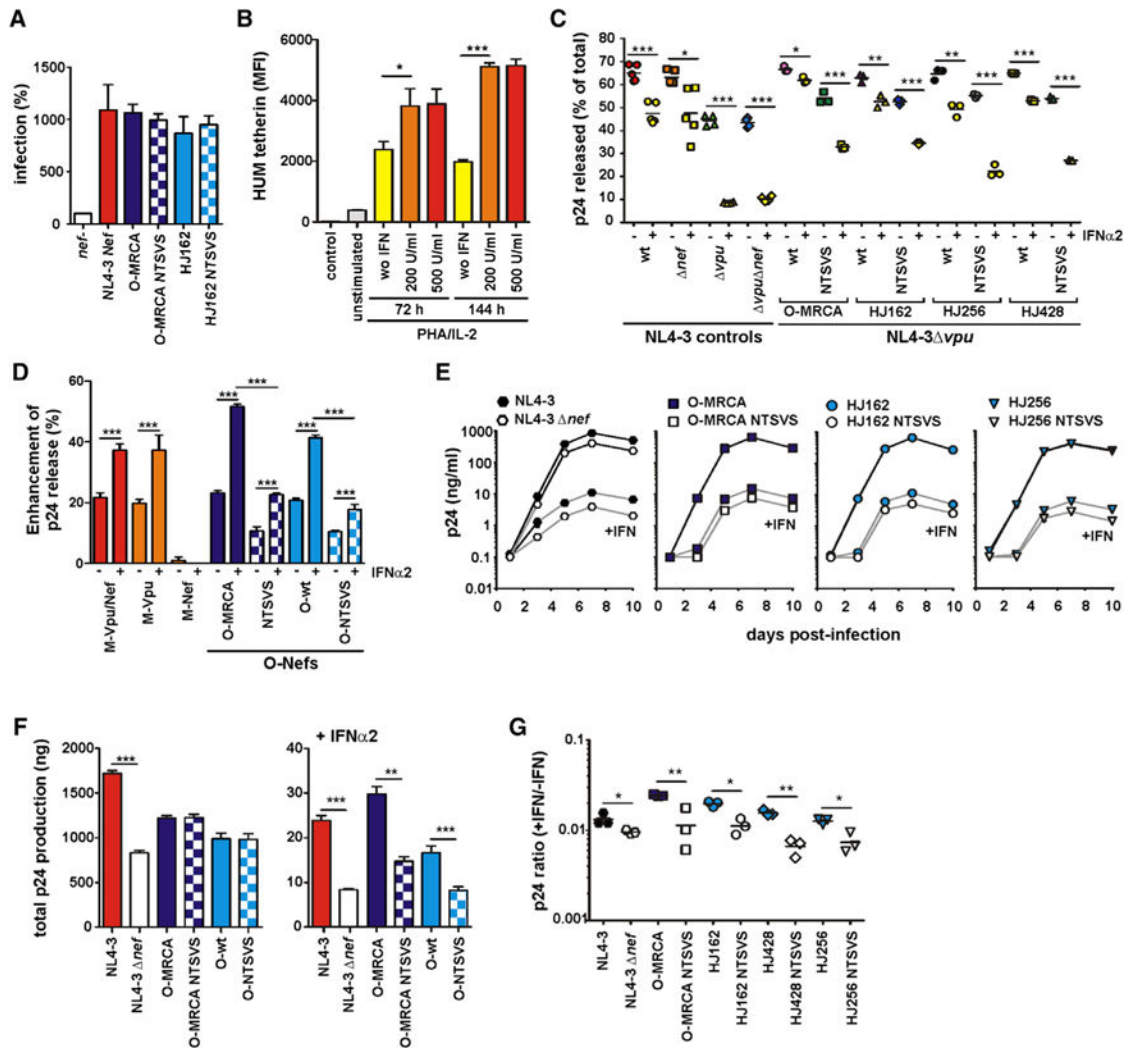 A
infection (%)
1500
1000
500
0
nef-
NL4-3 Nef
O-MRCA
O-MRCA NTSVS
HJ162
HJ162 NTSVS
B
HUM tetherin (MFI)
6000
4000
2000
0
*
***
control
unstimulated
wo IFN
200 U/ml
500 U/ml
wo IFN
200 U/ml
500 U/ml
72 h
144 h
PHA/IL-2
C
p24 released (% of total)
80
70
60
50
40
30
20
10
0
*** * *** *** * *** ** *** ** *** *** ***
- + - + - + - + - + - + - + - + - + - + - + - +
IFNα2
wt
Δnef
Δvpu
ΔvpuΔnef
wt
NTSVS
wt
NTSVS
wt
NTSVS
wt
NTSVS
O-MRCA
HJ162
HJ256
HJ428
NL4-3 controls
NL4-3Δvpu
D
Enhancement of
p24 release (%)
60
40
20
0
*** *** *** *** *** *** *** ***
- + - + - + - + - + - + - +
IFNα2
M-Vpu/Nef
M-Vpu
M-Nef
O-MRCA
NTSVS
O-wt
O-NTSVS
O-Nefs
E
NL4-3
NL4-3 Δnef
O-MRCA
O-MRCA NTSVS
HJ162
HJ162 NTSVS
HJ256
HJ256 NTSVS
p24 (ng/ml)
1000
100
10
1
0.1
0.01
+IFN
+IFN
+IFN
+IFN
0 2 4 6 8 10
0 2 4 6 8 10
0 2 4 6 8 10
0 2 4 6 8 10
days post-infection
F
total p24 production (ng)
2000
1500
1000
500
0
***
NL4-3
NL4-3 Δnef
O-MRCA
O-MRCA NTSVS
O-wt
O-NTSVS
+ IFNα2
40
30
20
10
0
***
**
***
NL4-3
NL4-3 Δnef
O-MRCA
O-MRCA NTSVS
O-wt
O-NTSVS
G
p24 ratio (+IFN/-IFN)
0.1
0.01
0.001
* ** * ** *
NL4-3
NL4-3 Δnef
O-MRCA
O-MRCA NTSVS
HJ162
HJ162 NTSVS
HJ428
HJ428 NTSVS
HJ256
HJ256 NTSVS